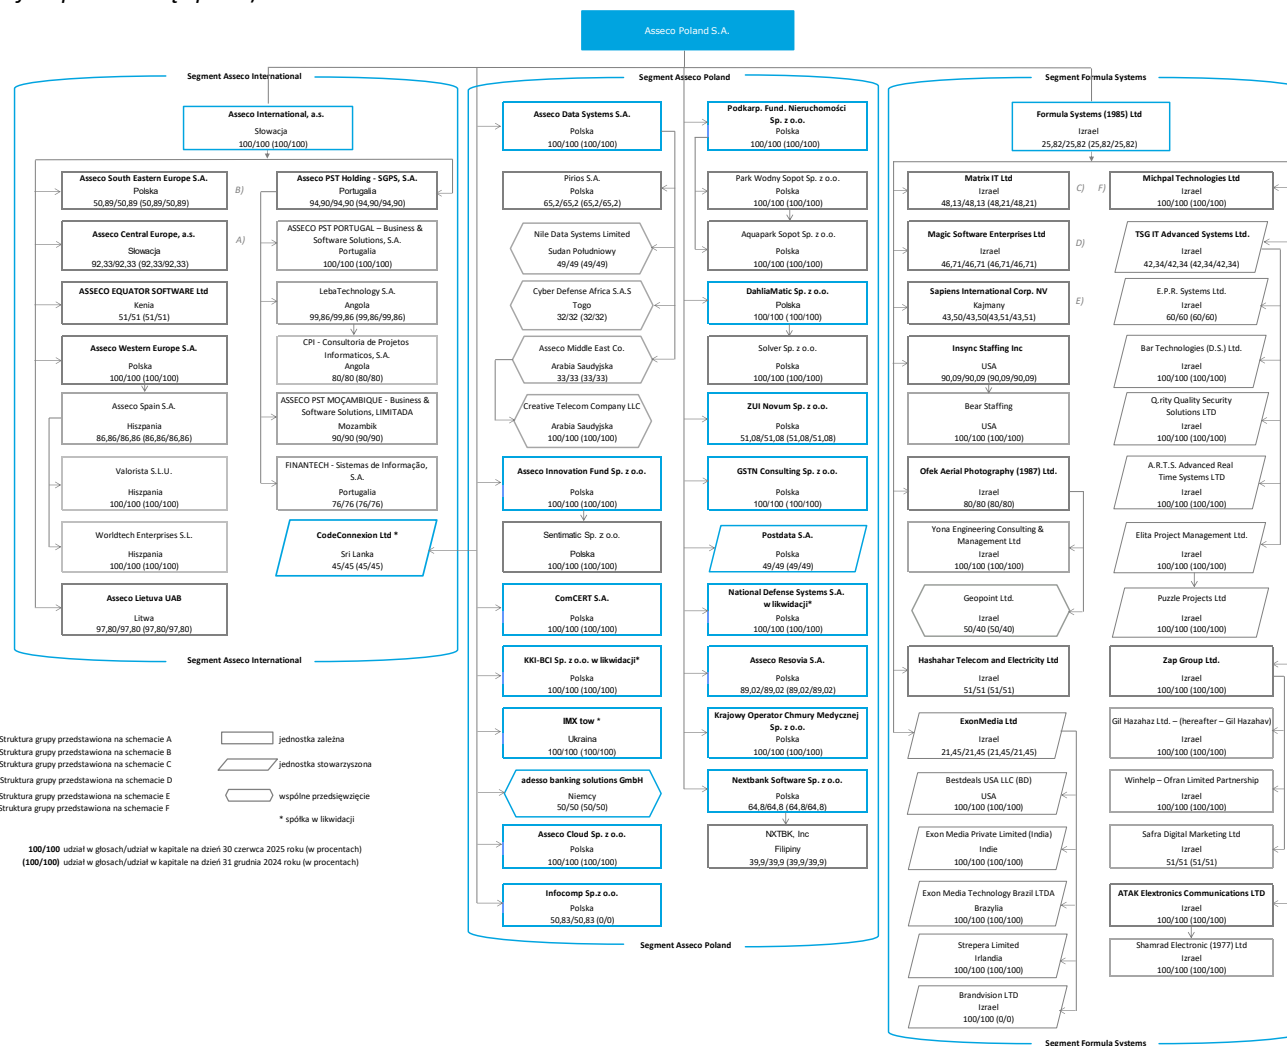 Asseco Poland S.A.
Segment Asseco International
Asseco International, a.s.
Słowacja
100/100 (100/100)
Asseco South Eastern Europe S.A.
Polska
50,89/50,89 (50,89/50,89)
B)
Asseco Central Europe, a.s.
Słowacja
92,33/92,33 (92,33/92,33)
A)
ASSECO EQUATOR SOFTWARE Ltd
Kenia
51/51 (51/51)
Asseco Western Europe S.A.
Polska
100/100 (100/100)
Asseco Spain S.A.
Hiszpania
86,86/86,86 (86,86/86,86)
Valorista S.L.U.
Hiszpania
100/100 (100/100)
Worldtech Enterprises S.L.
Hiszpania
100/100 (100/100)
Asseco Lietuva UAB
Litwa
97,80/97,80 (97,80/97,80)
Asseco PST Holding - SGPS, S.A.
Portugalia
94,90/94,90 (94,90/94,90)
ASSECO PST PORTUGAL – Business &
Software Solutions, S.A.
Portugalia
100/100 (100/100)
LebaTechnology S.A.
Angola
99,86/99,86 (99,86/99,86)
CPI - Consultoria de Projetos
Informaticos, S.A.
Angola
80/80 (80/80)
ASSECO PST MOÇAMBIQUE - Business &
Software Solutions, LIMITADA
Mozambik
90/90 (90/90)
FINANTECH - Sistemas de Informação,
S.A.
Portugalia
76/76 (76/76)
CodeConnexion Ltd *
Sri Lanka
45/45 (45/45)
Segment Asseco International
Segment Asseco Poland
Asseco Data Systems S.A.
Polska
100/100 (100/100)
Pirios S.A.
Polska
65,2/65,2 (65,2/65,2)
Nile Data Systems Limited
Sudan Południowy
49/49 (49/49)
Cyber Defense Africa S.A.S
Togo
32/32 (32/32)
Asseco Middle East Co.
Arabia Saudyjska
33/33 (33/33)
Creative Telecom Company LLC
Arabia Saudyjska
100/100 (100/100)
Asseco Innovation Fund Sp. z o.o.
Polska
100/100 (100/100)
Sentimatic Sp. z o.o.
Polska
100/100 (100/100)
ComCERT S.A.
Polska
100/100 (100/100)
KKI-BCI Sp. z o.o. w likwidacji*
Polska
100/100 (100/100)
IMX tow *
Ukraina
100/100 (100/100)
adesso banking solutions GmbH
Niemcy
50/50 (50/50)
Asseco Cloud Sp. z o.o.
Polska
100/100 (100/100)
Infocomp Sp.z o.o.
Polska
50,83/50,83 (0/0)
Podkarp. Fund. Nieruchomości
Sp. z o.o.
Polska
100/100 (100/100)
Park Wodny Sopot Sp. z o.o.
Polska
100/100 (100/100)
Aquapark Sopot Sp. z o.o.
Polska
100/100 (100/100)
DahliaMatic Sp. z o.o.
Polska
100/100 (100/100)
Solver Sp. z o.o.
Polska
100/100 (100/100)
ZUI Novum Sp. z o.o.
Polska
51,08/51,08 (51,08/51,08)
GSTN Consulting Sp. z o.o.
Polska
100/100 (100/100)
Postdata S.A.
Polska
49/49 (49/49)
National Defense Systems S.A.
w likwidacji*
Polska
100/100 (100/100)
Asseco Resovia S.A.
Polska
89,02/89,02 (89,02/89,02)
Krajowy Operator Chmury Medycznej
Sp. z o.o.
Polska
100/100 (100/100)
Nextbank Software Sp. z o.o.
Polska
64,8/64,8 (64,8/64,8)
NXTBK, Inc
Filipiny
39,9/39,9 (39,9/39,9)
Segment Asseco Poland
Segment Formula Systems
Formula Systems (1985) Ltd
Izrael
25,82/25,82 (25,82/25,82)
Matrix IT Ltd
Izrael
48,13/48,13 (48,21/48,21)
C)
Magic Software Enterprises Ltd
Izrael
46,71/46,71 (46,71/46,71)
D)
Sapiens International Corp. NV
Kajmany
43,50/43,50(43,51/43,51)
E)
Insync Staffing Inc
USA
90,09/90,09 (90,09/90,09)
Bear Staffing
USA
100/100 (100/100)
Ofek Aerial Photography (1987) Ltd.
Izrael
80/80 (80/80)
Yona Engineering Consulting &
Management Ltd
Izrael
100/100 (100/100)
Geopoint Ltd.
Izrael
50/40 (50/40)
Hashahar Telecom and Electricity Ltd
Izrael
51/51 (51/51)
ExonMedia Ltd
Izrael
21,45/21,45 (21,45/21,45)
Bestdeals USA LLC (BD)
USA
100/100 (100/100)
Exon Media Private Limited (India)
Indie
100/100 (100/100)
Exon Media Technology Brazil LTDA
Brazylia
100/100 (100/100)
Strepera Limited
Irlandia
100/100 (100/100)
Brandvision LTD
Izrael
100/100 (0/0)
F)
Michpal Technologies Ltd
Izrael
100/100 (100/100)
TSG IT Advanced Systems Ltd.
Izrael
42,34/42,34 (42,34/42,34)
E.P.R. Systems Ltd.
Izrael
60/60 (60/60)
Bar Technologies (D.S.) Ltd.
Izrael
100/100 (100/100)
Q.rity Quality Security
Solutions LTD
Izrael
100/100 (100/100)
A.R.T.S. Advanced Real
Time Systems LTD
Izrael
100/100 (100/100)
Elita Project Management Ltd.
Izrael
100/100 (100/100)
Puzzle Projects Ltd
Izrael
100/100 (100/100)
Zap Group Ltd.
Izrael
100/100 (100/100)
Gil Hazahaz Ltd. – (hereafter – Gil Hazahav)
Izrael
100/100 (100/100)
Winhelp – Ofran Limited Partnership
Izrael
100/100 (100/100)
Safra Digital Marketing Ltd
Izrael
51/51 (51/51)
ATAK Elextronics Communications LTD
Izrael
100/100 (100/100)
Shamrad Electronic (1977) Ltd
Izrael
100/100 (100/100)
Segment Formula Systems
Struktura grupy przedstawiona na schemacie A
Struktura grupy przedstawiona na schemacie B
Struktura grupy przedstawiona na schemacie C
Struktura grupy przedstawiona na schemacie D
Struktura grupy przedstawiona na schemacie E
Struktura grupy przedstawiona na schemacie F
jednostka zależna
jednostka stowarzyszona
wspólne przedsięwzięcie
* spółka w likwidacji
100/100 udział w głosach/udział w kapitale na dzień 30 czerwca 2025 roku (w procentach)
(100/100) udział w głosach/udział w kapitale na dzień 31 grudnia 2024 roku (w procentach)